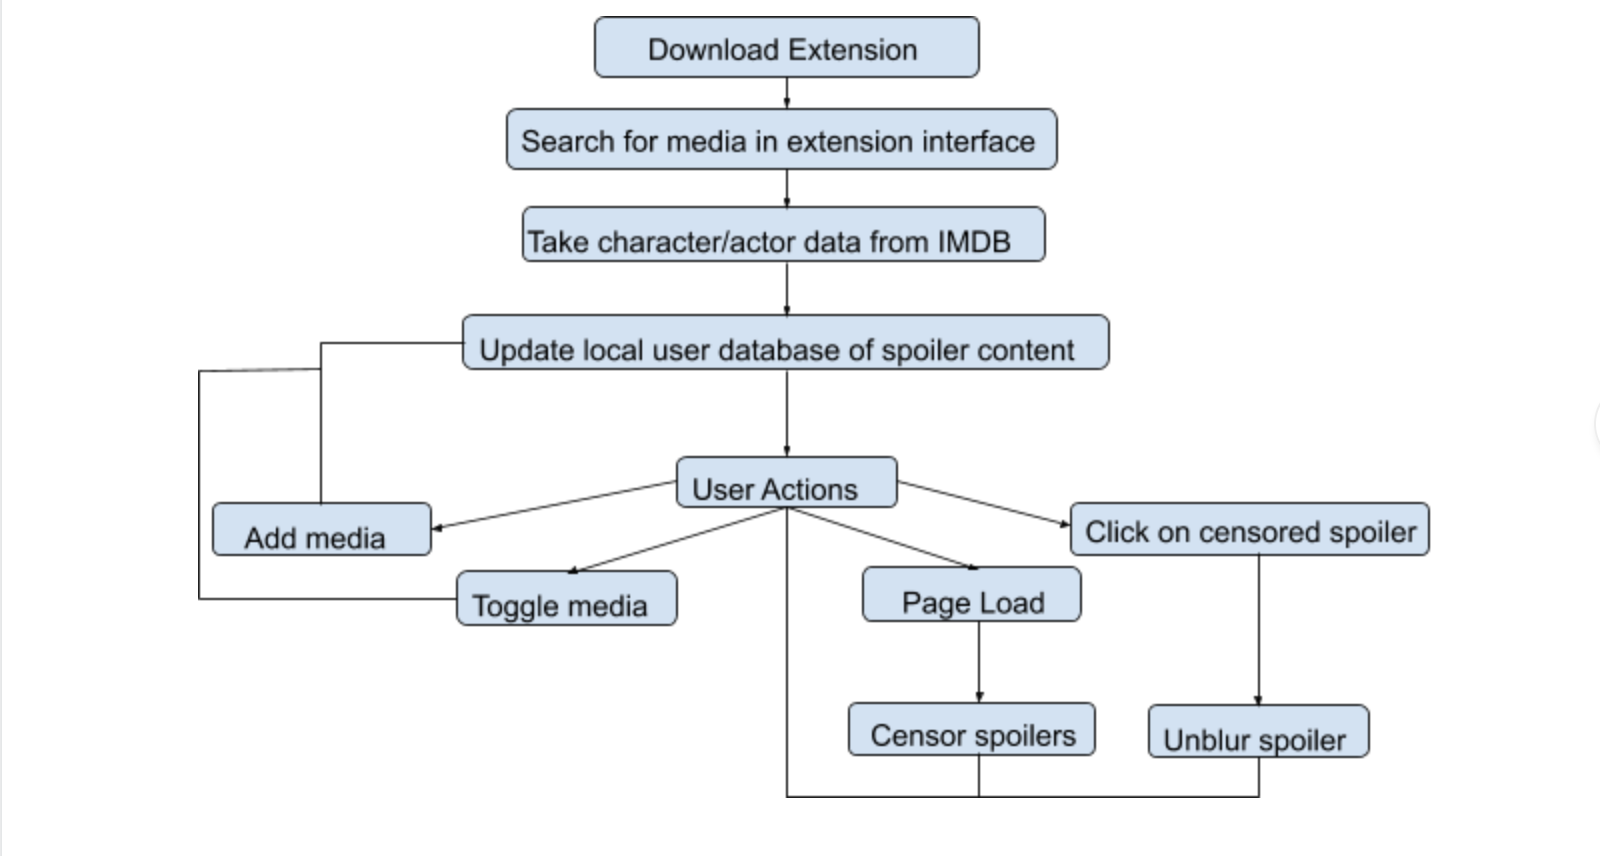 Download Extension
Search for media in extension interface
Take character/actor data from IMDB
Update local user database of spoiler content
User Actions
Add media
Click on censored spoiler
Toggle media
Page Load
Censor spoilers
Unblur spoiler